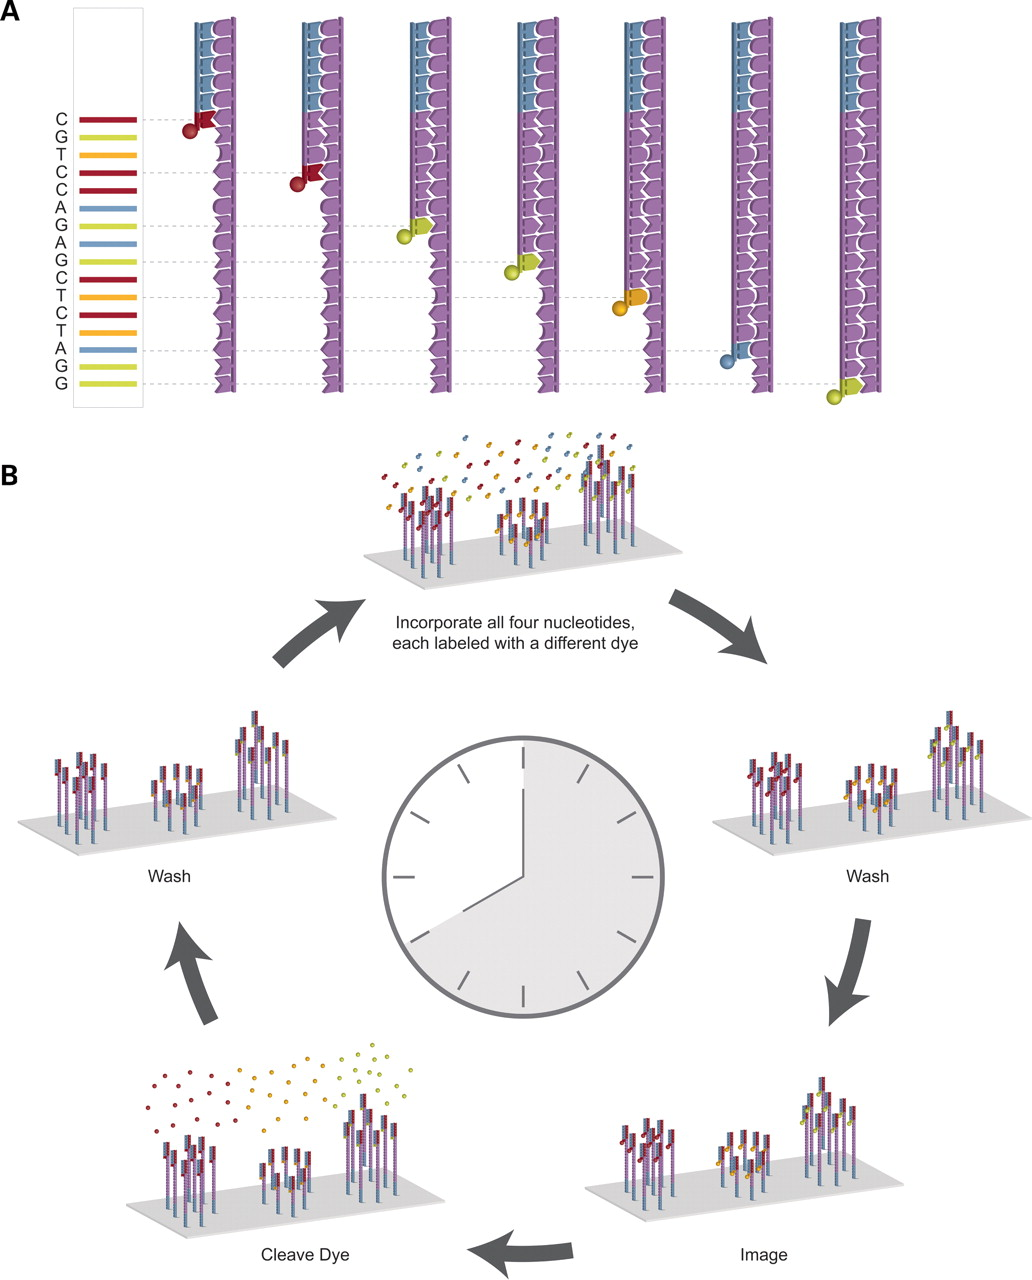 A
C
G
T
C
C
A
G
A
G
C
T
C
T
A
G
G
B
Incorporate all four nucleotides,
each labeled with a different dye
Wash
Wash
Cleave Dye
Image